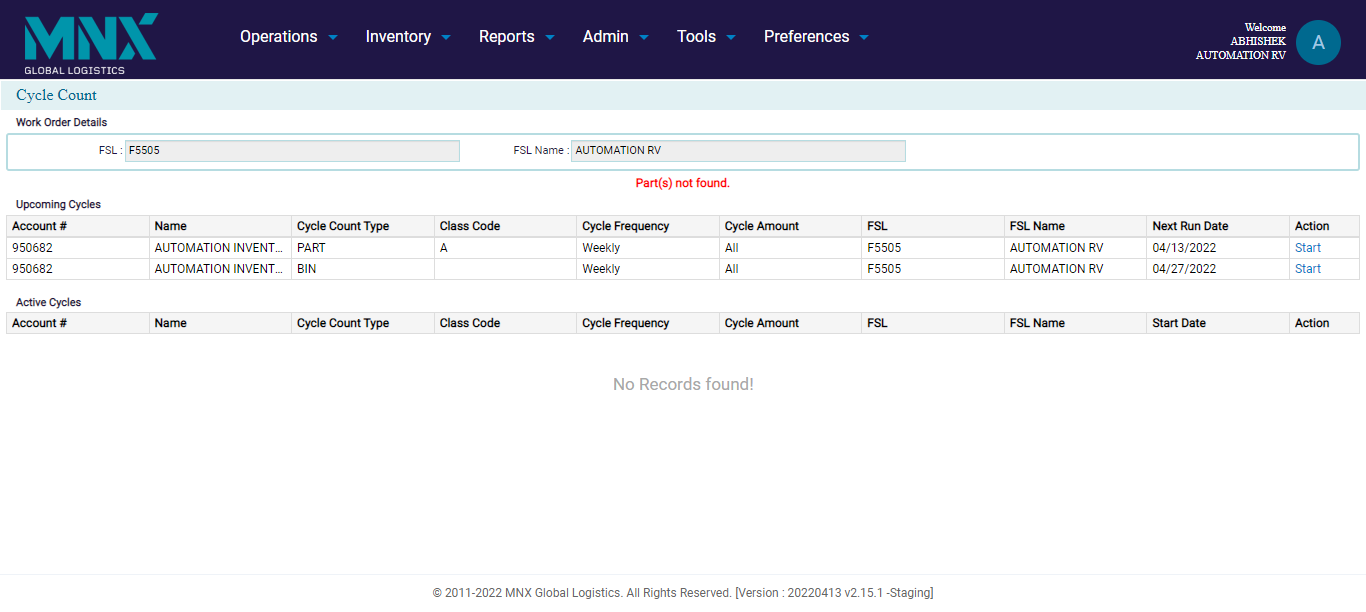 MNX
GLOBAL LOGISTICS
Operations Inventory Reports Admin Tools Preferences
Welcome
ABHISHEK
AUTOMATION RV
A
Cycle Count
Work Order Details
FSL : F5505 FSL Name : AUTOMATION RV
Part(s) not found.
Upcoming Cycles
Account # Name Cycle Count Type Class Code Cycle Frequency Cycle Amount FSL FSL Name Next Run Date Action
950682 AUTOMATION INVENT... PART A Weekly All F5505 AUTOMATION RV 04/13/2022 Start
950682 AUTOMATION INVENT... BIN Weekly All F5505 AUTOMATION RV 04/27/2022 Start
Active Cycles
Account # Name Cycle Count Type Class Code Cycle Frequency Cycle Amount FSL FSL Name Start Date Action
No Records found!
© 2011-2022 MNX Global Logistics. All Rights Reserved. [Version : 20220413 v2.15.1 -Staging]